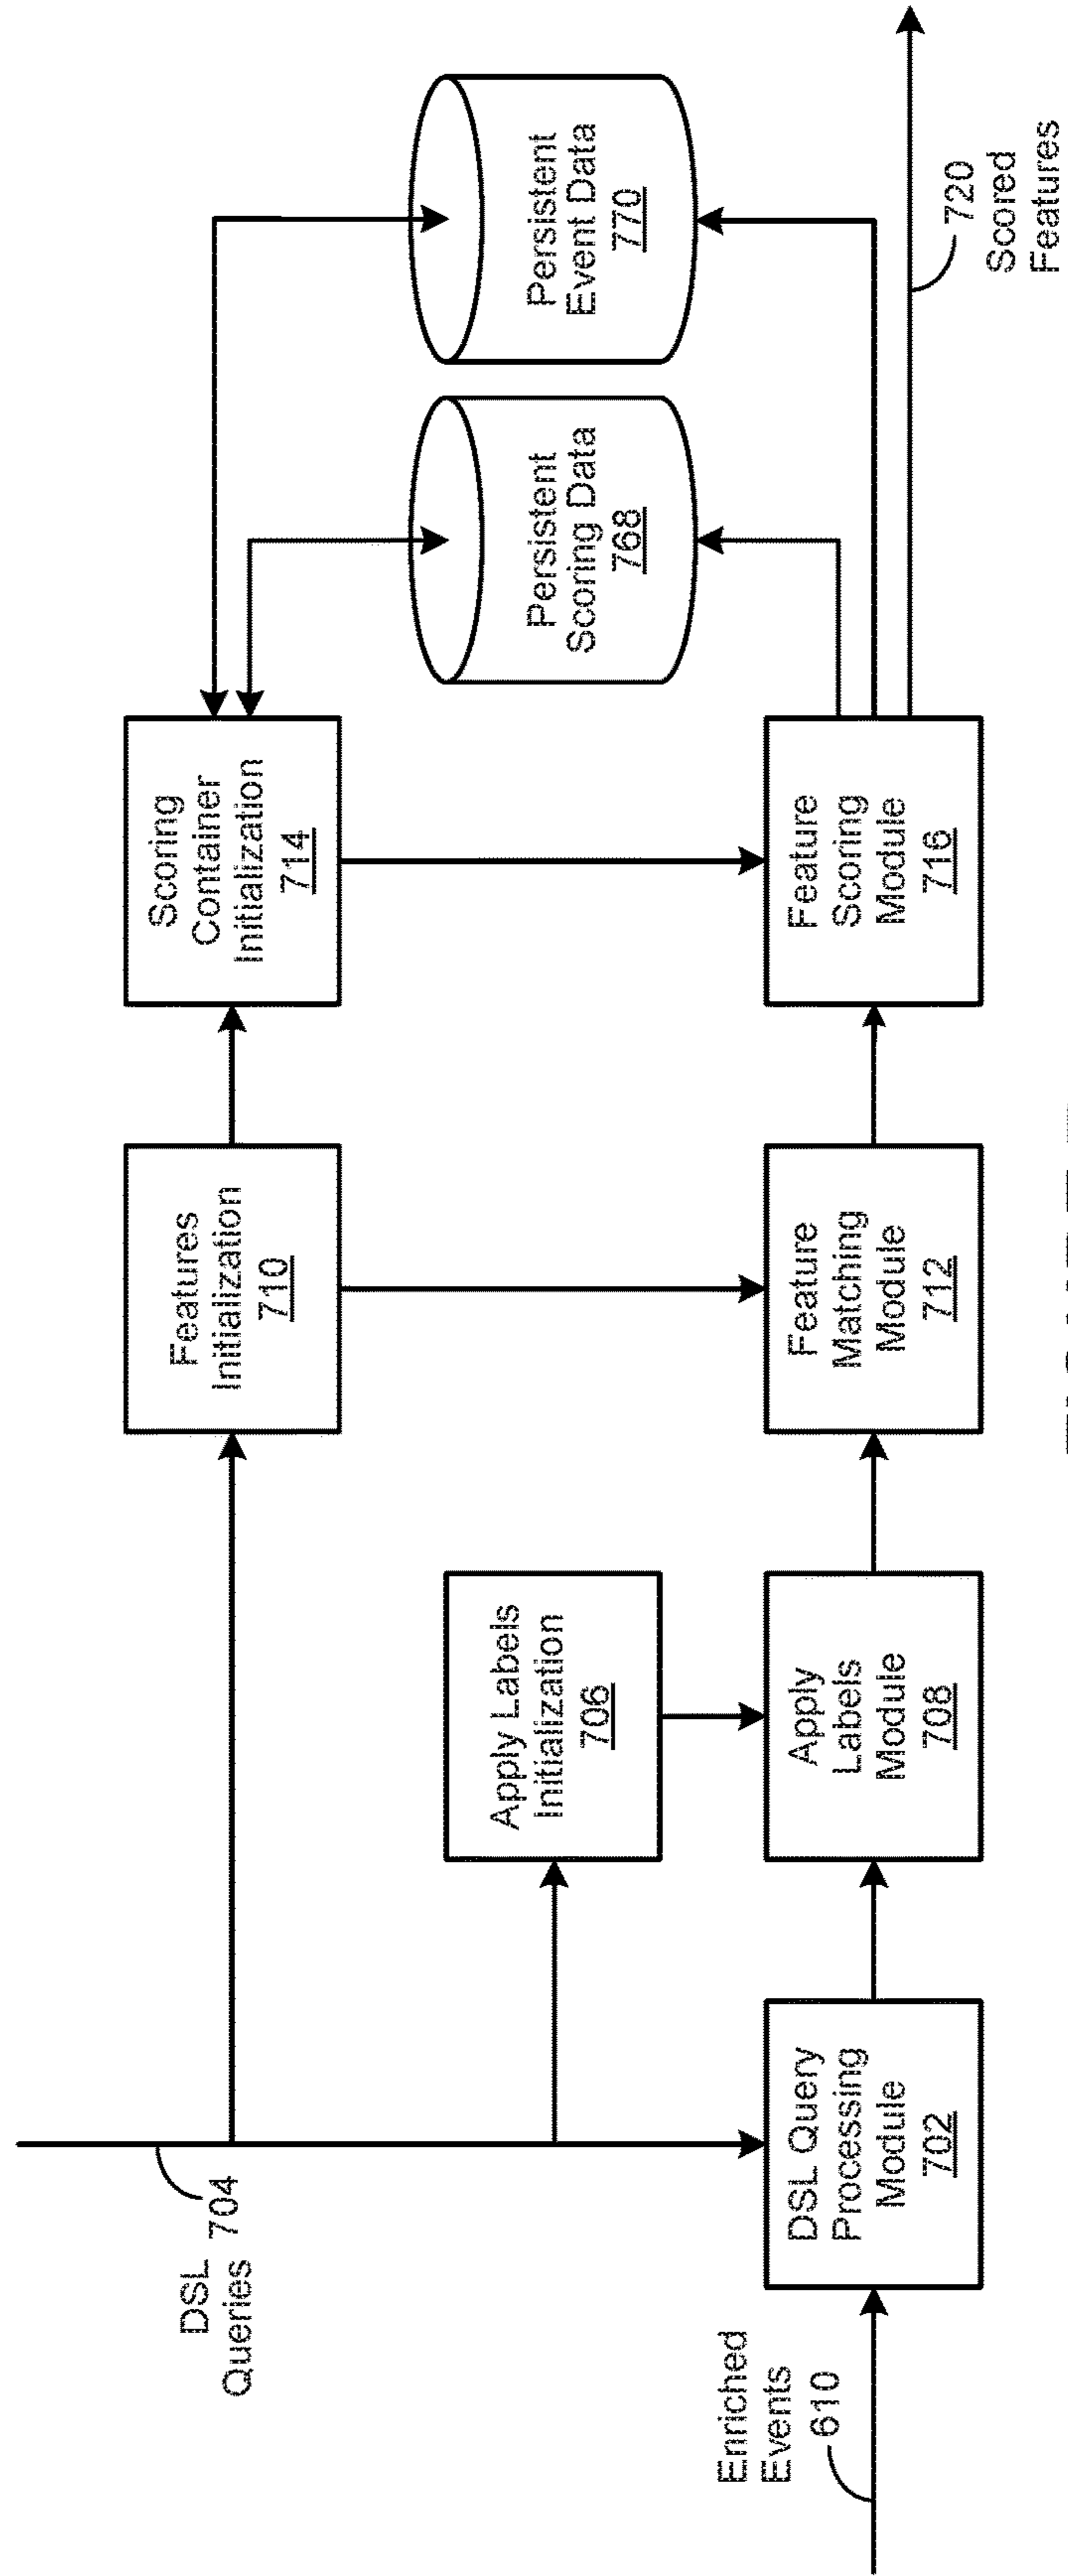 DSL
Queries 704
Features
Initialization
710
Scoring
Container
Initialization
714
Apply Labels
Initialization
706
Persistent
Scoring Data
768
Persistent
Event Data
770
Enriched
Events
610
DSL Query
Processing
Module
702
Apply
Labels
Module
708
Feature
Matching
Module
712
Feature
Scoring
Module
716
720
Scored
Features